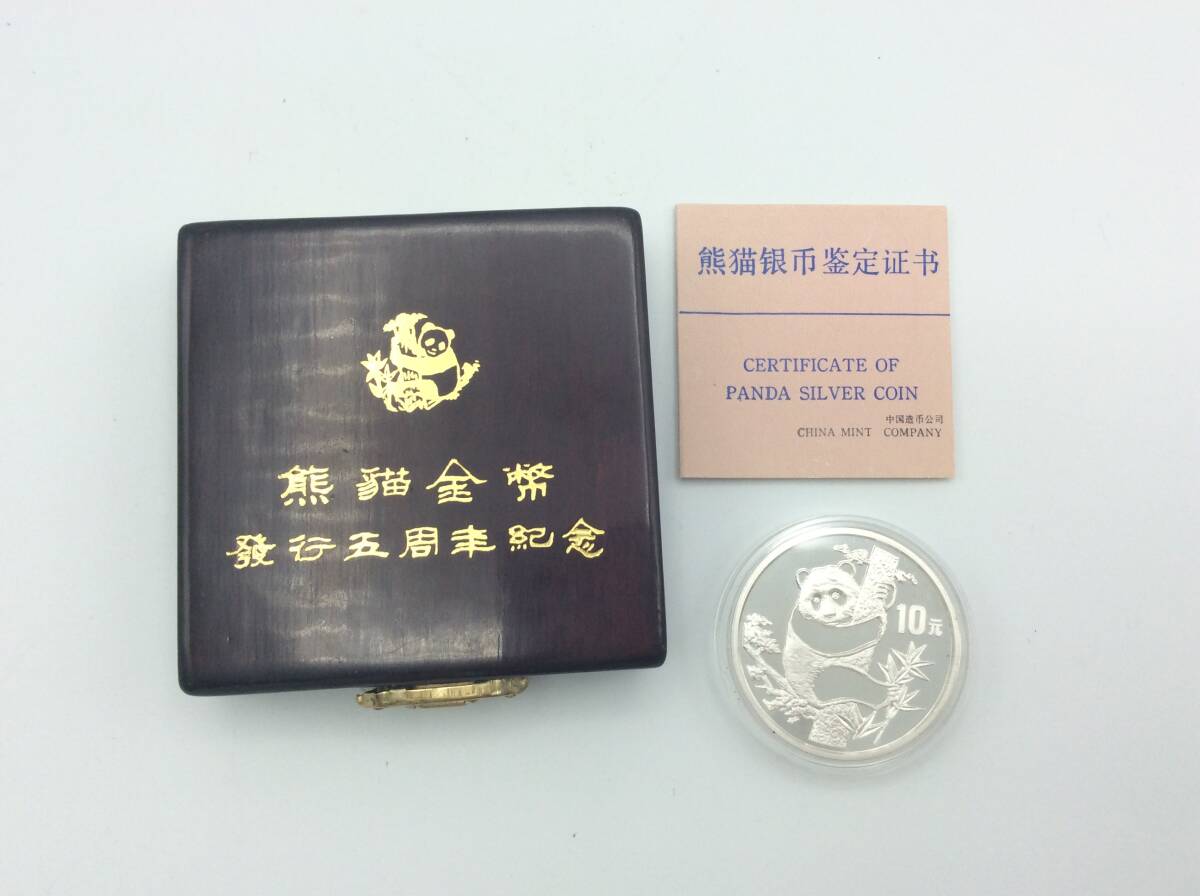 熊貓金幣
發行五周年紀念
熊猫银币鉴定证书
CERTIFICATE OF
PANDA SILVER COIN
中国造币公司
CHINA MINT COMPANY
10元